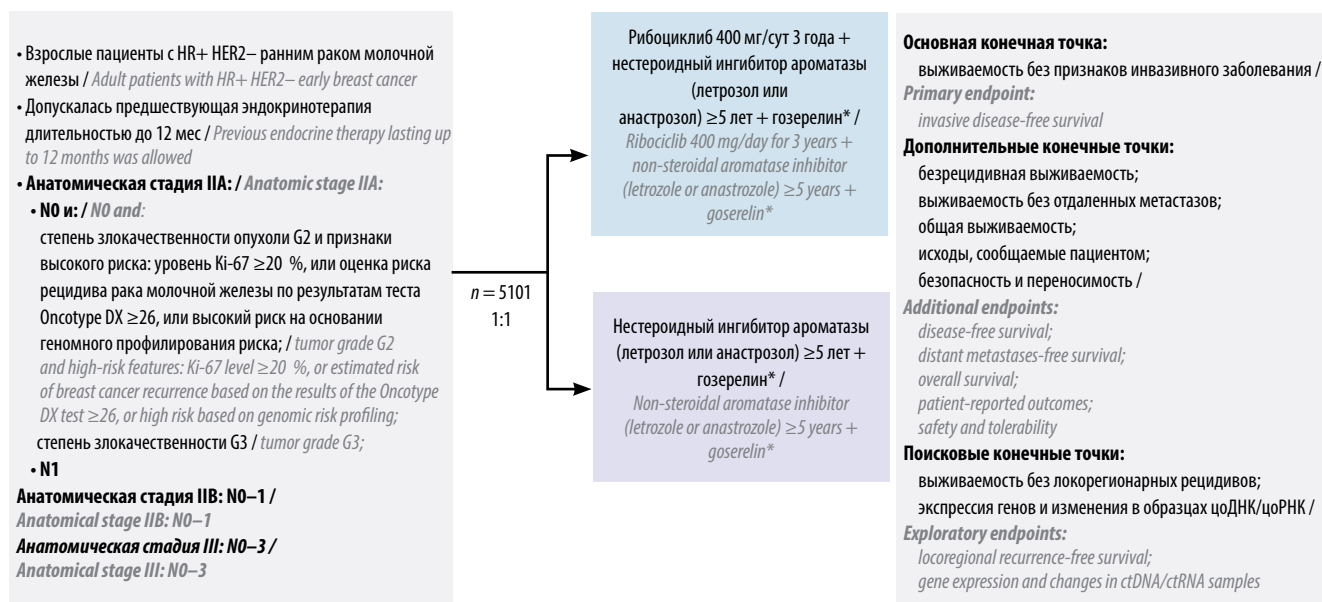 • Взрослые пациенты с HR+ HER2– ранним раком молочной
железы / Adult patients with HR+ HER2– early breast cancer
• Допускалась предшествующая эндокринотерапия
длительностью до 12 мес / Previous endocrine therapy lasting up
to 12 months was allowed
• Анатомическая стадия IIA: / Anatomic stage IIA:
• N0 и: / N0 and:
степень злокачественности опухоли G2 и признаки
высокого риска: уровень Ki-67 ≥20 %, или оценка риска
рецидива рака молочной железы по результатам теста
Oncotype DX ≥26, или высокий риск на основании
геномного профилирования риска; / tumor grade G2
and high-risk features: Ki-67 level ≥20 %, or estimated risk
of breast cancer recurrence based on the results of the Oncotype
DX test ≥26, or high risk based on genomic risk profiling;
степень злокачественности G3 / tumor grade G3;
• N1
Анатомическая стадия IIB: N0–1 /
Anatomical stage IIB: N0–1
Анатомическая стадия III: N0–3 /
Anatomical stage III: N0–3
n = 5101
1:1
Рибоциклиб 400 мг/сут 3 года +
нестероидный ингибитор ароматазы
(летрозол или
анастрозол) ≥5 лет + гозерелин* /
Ribociclib 400 mg/day for 3 years +
non-steroidal aromatase inhibitor
(letrozole or anastrozole) ≥5 years +
goserelin*
Нестероидный ингибитор ароматазы
(летрозол или анастрозол) ≥5 лет +
гозерелин* /
Non-steroidal aromatase inhibitor
(letrozole or anastrozole) ≥5 years +
goserelin*
Основная конечная точка:
выживаемость без признаков инвазивного заболевания /
Primary endpoint:
invasive disease-free survival
Дополнительные конечные точки:
безрецидивная выживаемость;
выживаемость без отдаленных метастазов;
общая выживаемость;
исходы, сообщаемые пациентом;
безопасность и переносимость /
Additional endpoints:
disease-free survival;
distant metastases-free survival;
overall survival;
patient-reported outcomes;
safety and tolerability
Поисковые конечные точки:
выживаемость без локорегионарных рецидивов;
экспрессия генов и изменения в образцах цоДНК/цоРНК /
Exploratory endpoints:
locoregional recurrence-free survival;
gene expression and changes in ctDNA/ctRNA samples